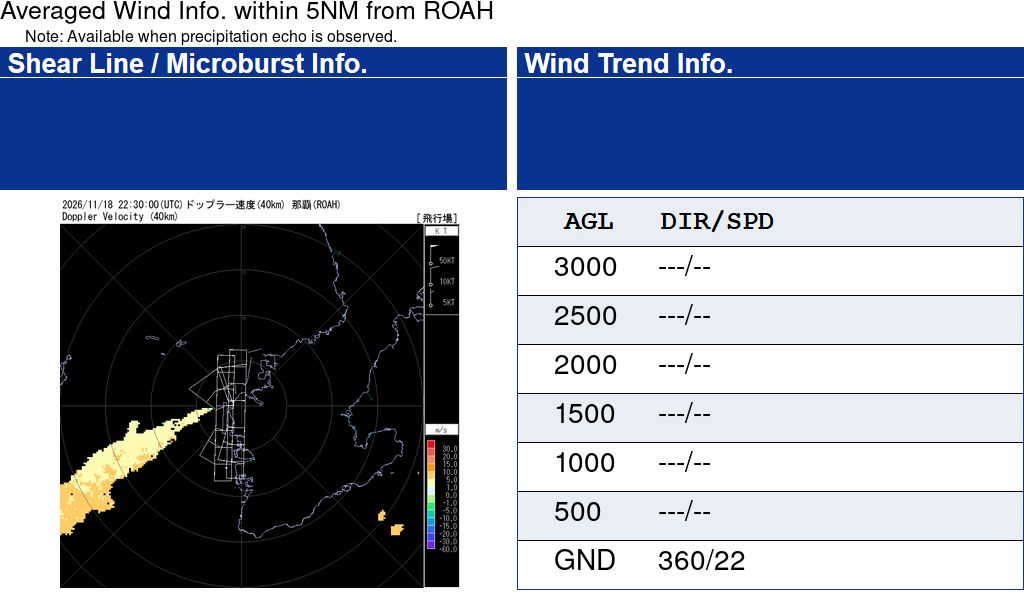 Averaged Wind Info. within 5NM from ROAH
Note: Available when precipitation echo is observed.
Shear Line / Microburst Info.
Wind Trend Info.
2026/11/18 22:30:00(UTC) ドップラー速度(40km) 那覇(ROAH)
Doppler Velocity (40km)
[飛行場]
KT
50KT
10KT
5KT
m/s
30.0
20.0
15.0
10.0
5.0
1.0
0.0
-1.0
-5.0
-10.0
-15.0
-20.0
-30.0
-60.0
AGL DIR/SPD
3000 ---/--
2500 ---/--
2000 ---/--
1500 ---/--
1000 ---/--
500 ---/--
GND 360/22